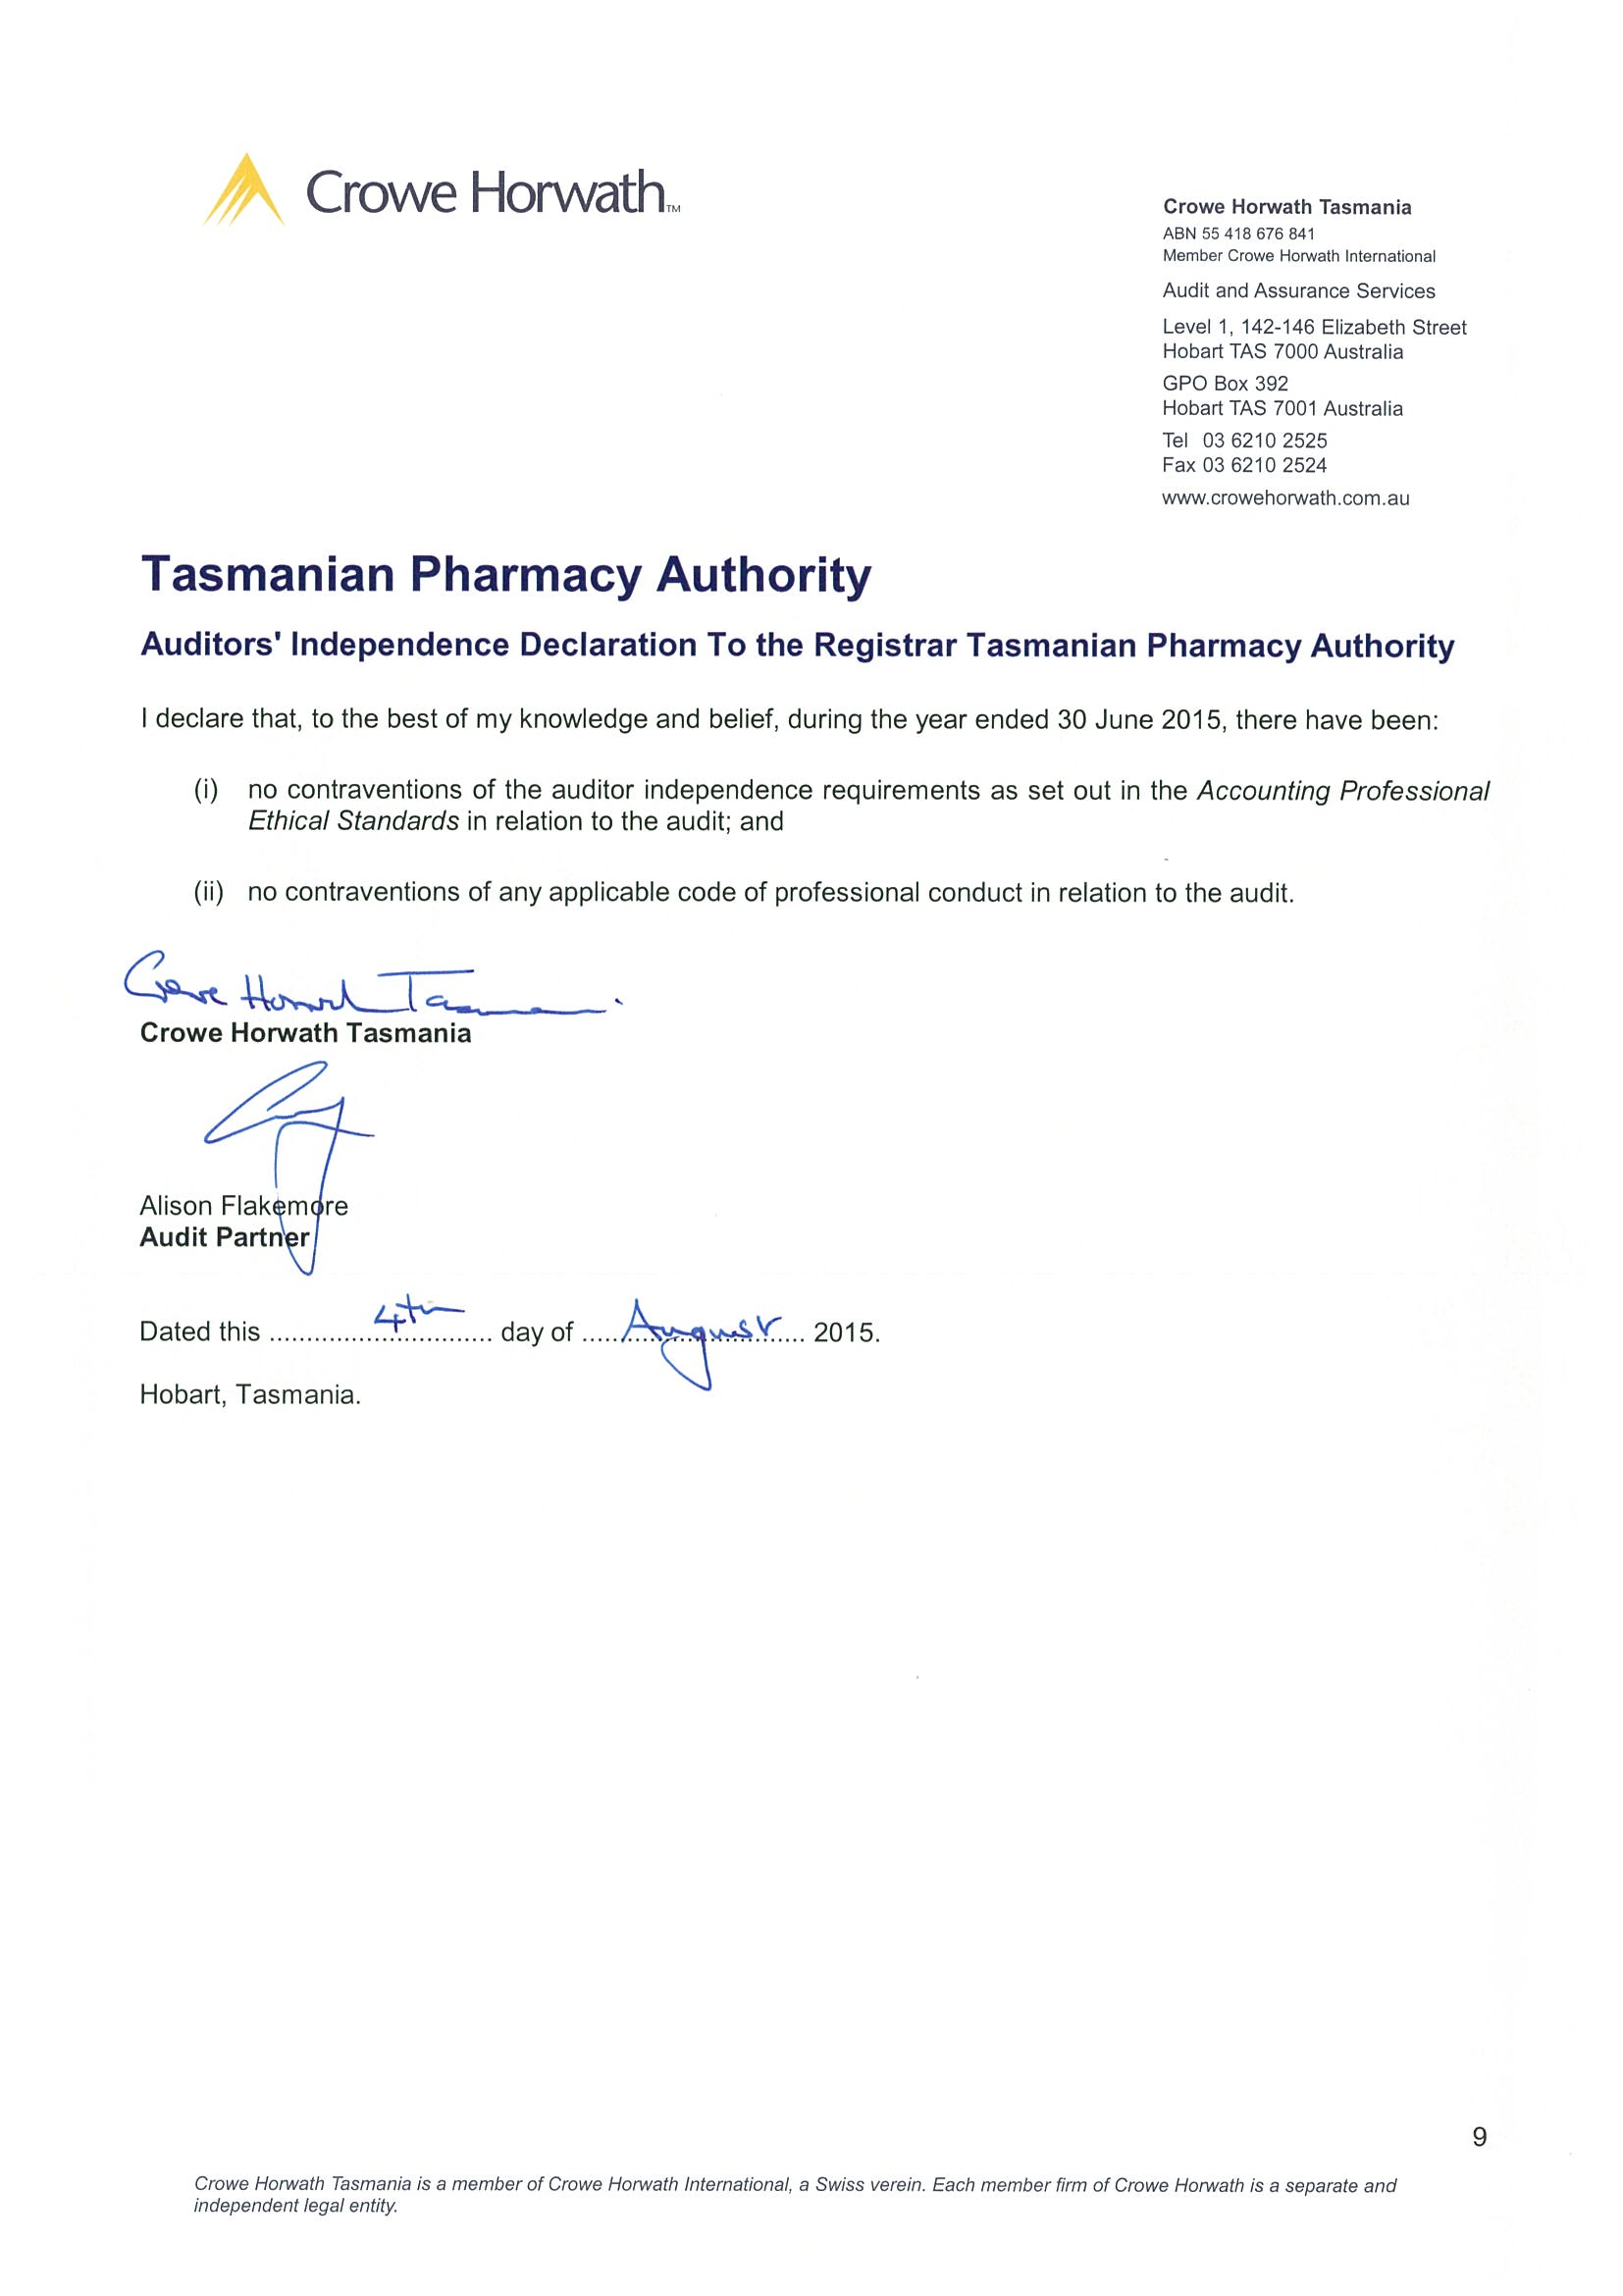 Crowe Horwath™
Crowe Horwath Tasmania
ABN 55 418 676 841
Member Crowe Horwath International
Audit and Assurance Services
Level 1, 142-146 Elizabeth Street
Hobart TAS 7000 Australia
GPO Box 392
Hobart TAS 7001 Australia
Tel 03 6210 2525
Fax 03 6210 2524
www.crowehorwath.com.au
Tasmanian Pharmacy Authority
Auditors' Independence Declaration To the Registrar Tasmanian Pharmacy Authority
I declare that, to the best of my knowledge and belief, during the year ended 30 June 2015, there have been:
(i) no contraventions of the auditor independence requirements as set out in the Accounting Professional
Ethical Standards in relation to the audit; and
(ii) no contraventions of any applicable code of professional conduct in relation to the audit.
Crowe Horwath Tasmania
Crowe Horwath Tasmania
Alison Flakemore
Audit Partner
Dated this 4th day of August 2015.
Hobart, Tasmania.
9
Crowe Horwath Tasmania is a member of Crowe Horwath International, a Swiss verein. Each member firm of Crowe Horwath is a separate and
independent legal entity.